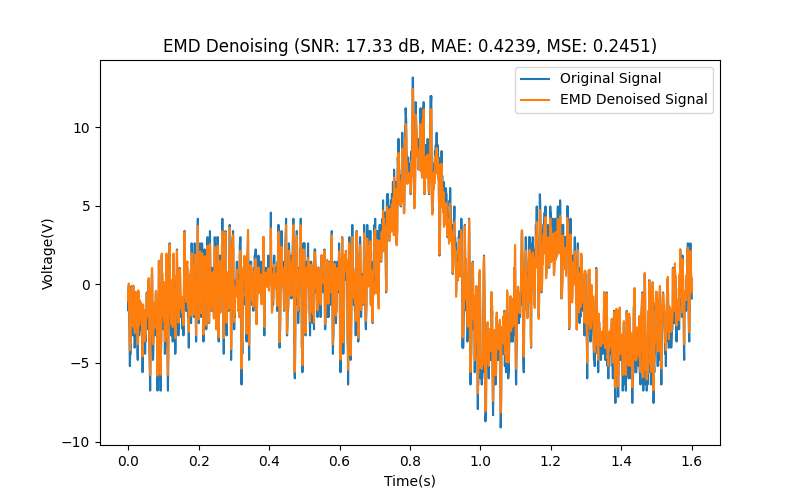 EMD Denoising (SNR: 17.33 dB, MAE: 0.4239, MSE: 0.2451)
Original Signal
EMD Denoised Signal
Voltage(V)
10
5
0
−5
−10
0.0 0.2 0.4 0.6 0.8 1.0 1.2 1.4 1.6
Time(s)